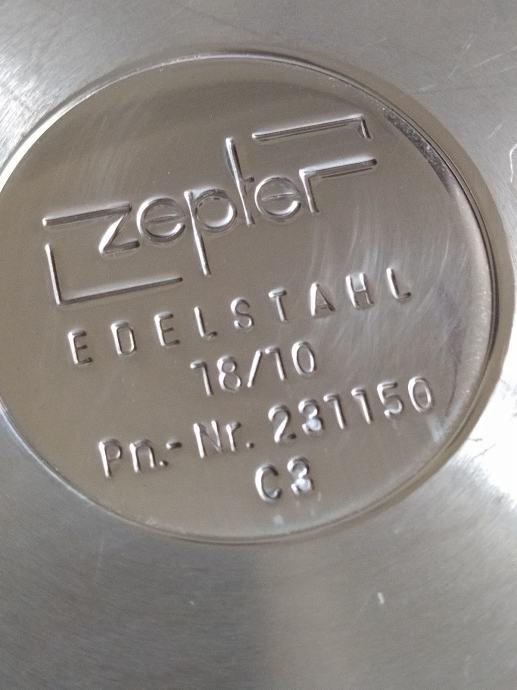 zepter
EDELSTAHL
18/10
Pn.-Nr. 231150
C3